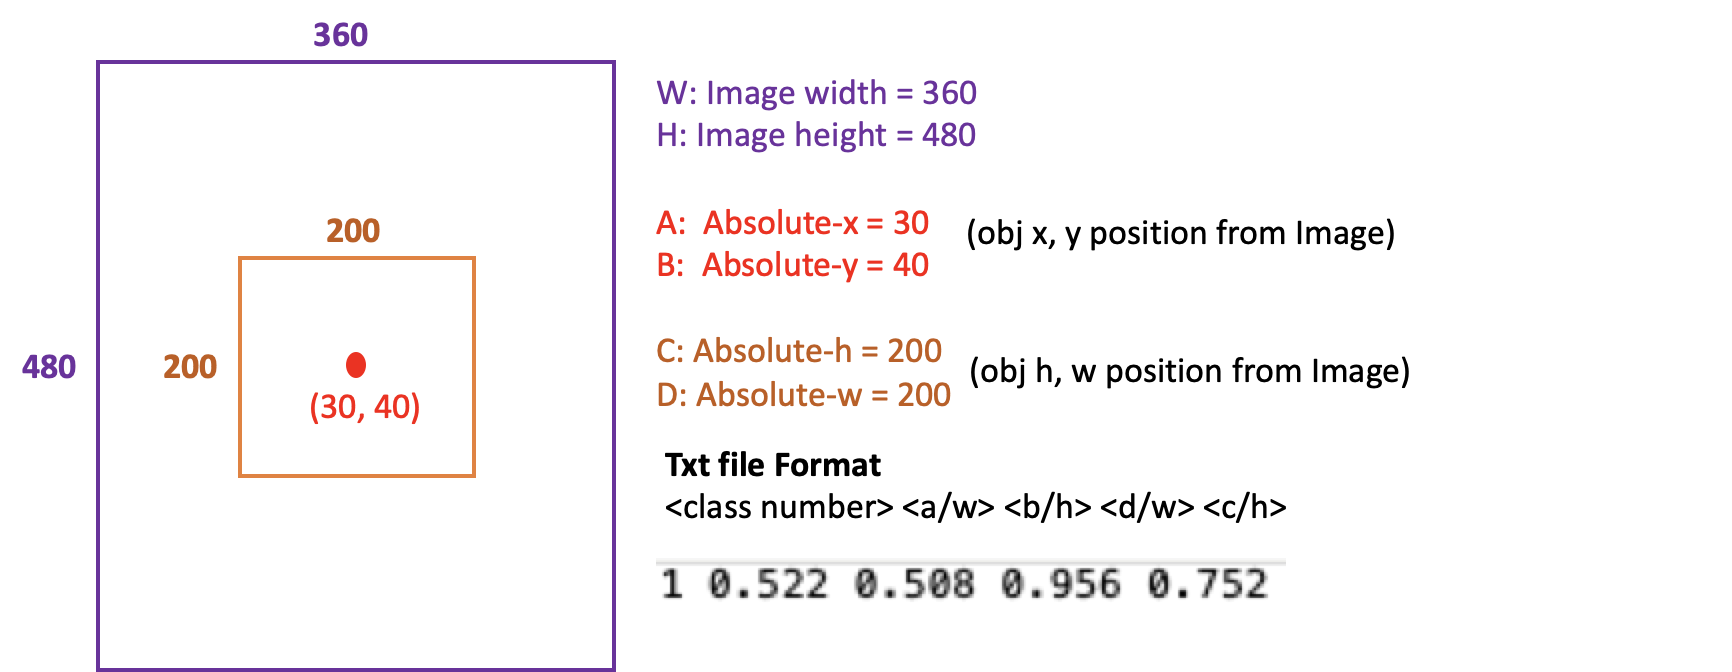 360
W: Image width = 360
H: Image height = 480
200
A: Absolute-x = 30
B: Absolute-y = 40
(obj x, y position from Image)
480
200
(30, 40)
C: Absolute-h = 200
D: Absolute-w = 200
(obj h, w position from Image)
Txt file Format
<class number> <a/w> <b/h> <d/w> <c/h>
1 0.522 0.508 0.956 0.752